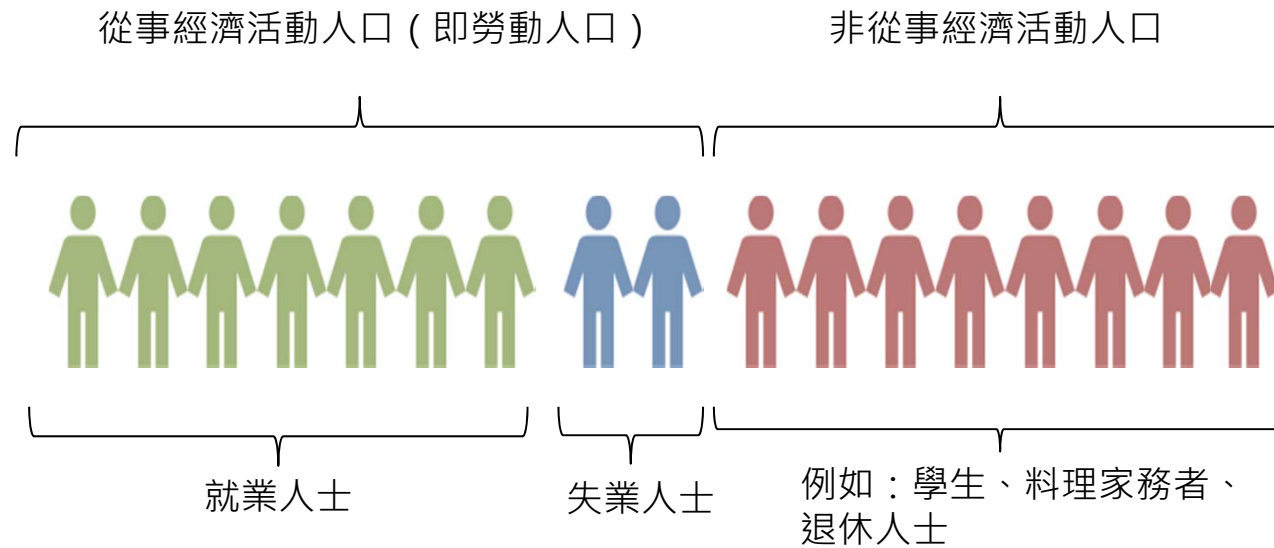 從事經濟活動人口 ( 即勞動人口 )
非從事經濟活動人口
就業人士
失業人士
例如：學生、料理家務者、
退休人士